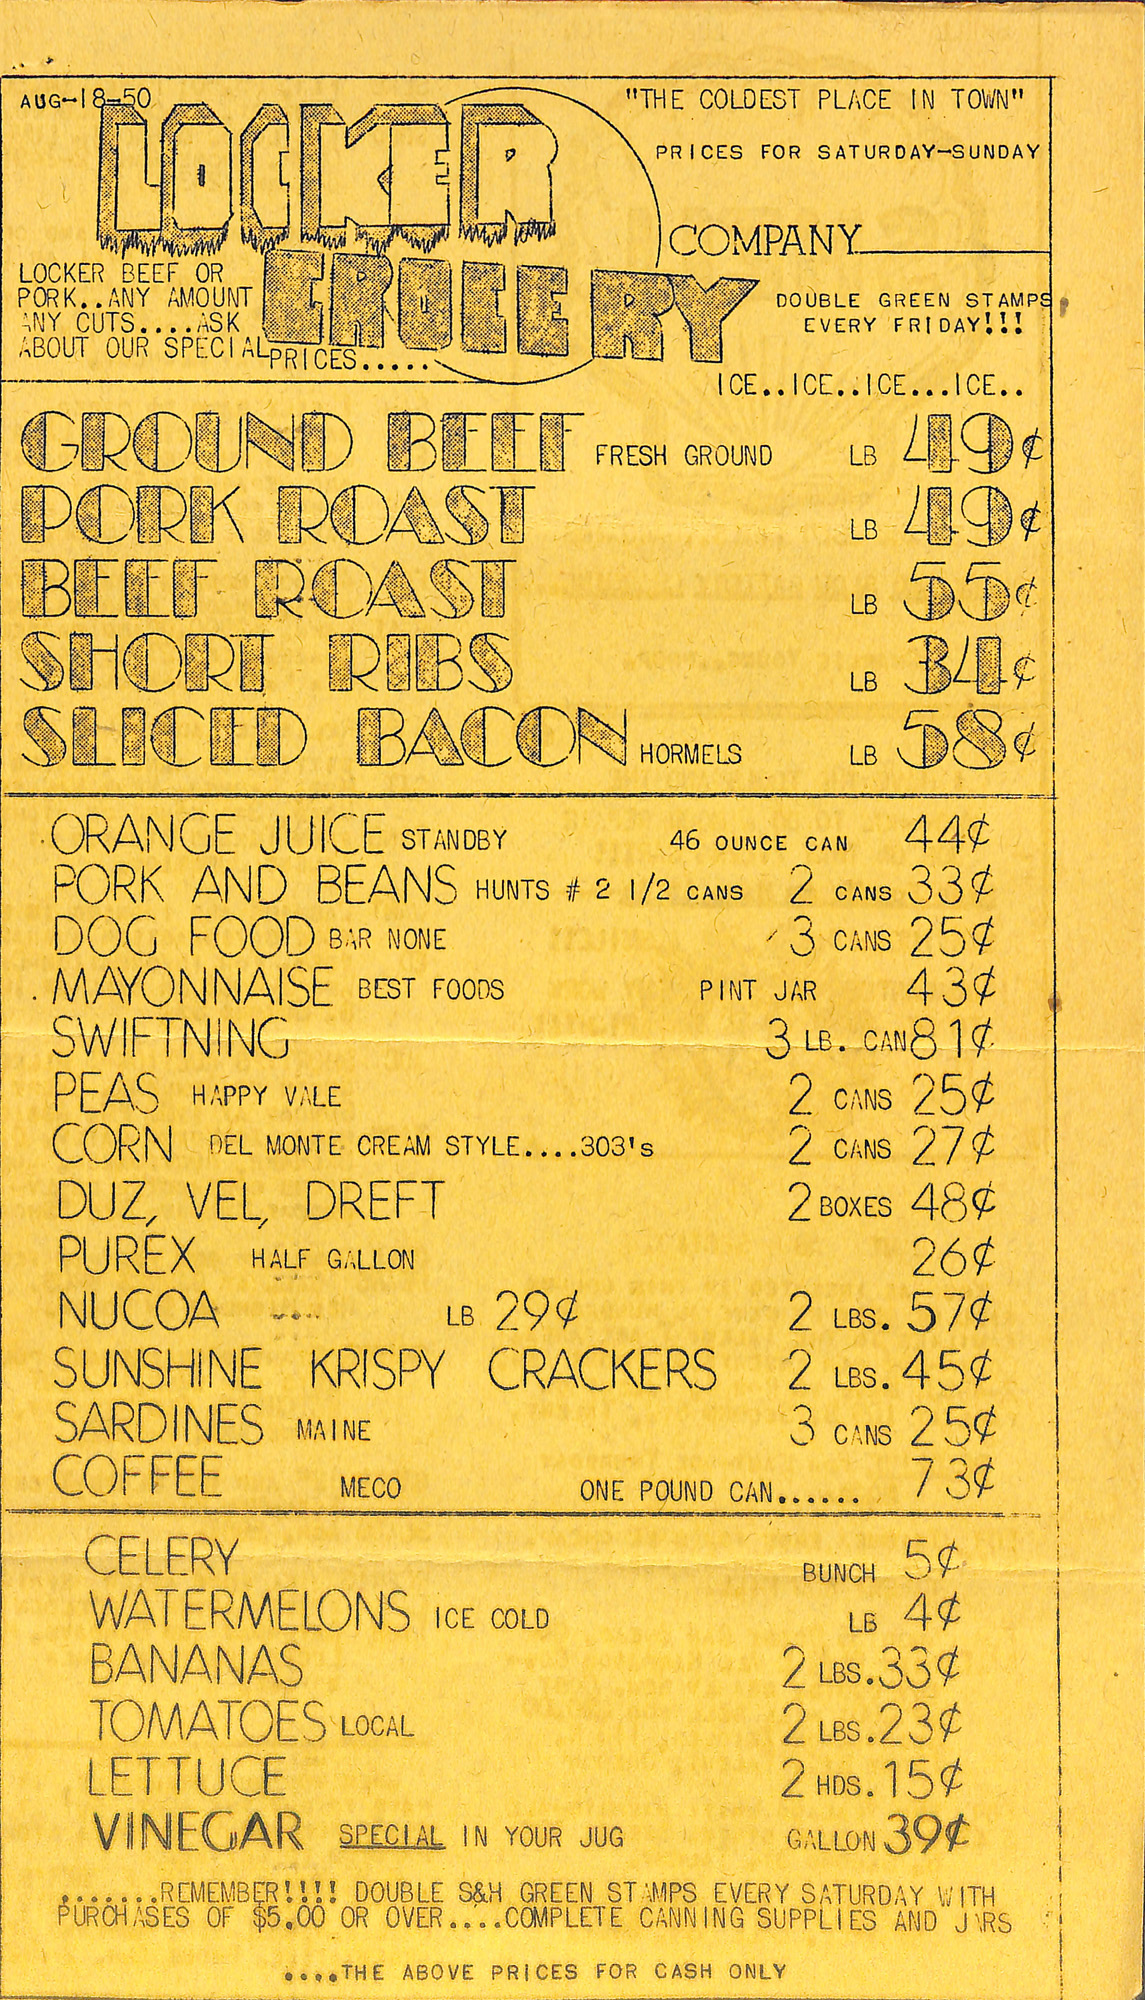 AUG-18-50
"THE COLDEST PLACE IN TOWN"
PRICES FOR SATURDAY-SUNDAY
LOCKER
GROCERY
COMPANY
LOCKER BEEF OR
PORK..ANY AMOUNT
ANY CUTS....ASK
ABOUT OUR SPECIAL
PRICES.....
DOUBLE GREEN STAMPS
EVERY FRIDAY!!!
ICE..ICE..ICE...ICE..
GROUND BEEF FRESH GROUND LB 49¢
PORK ROAST LB 49¢
BEEF ROAST LB 55¢
SHORT RIBS LB 34¢
SLICED BACON HORMELS LB 58¢
ORANGE JUICE STANDBY 46 OUNCE CAN 44¢
PORK AND BEANS HUNTS # 2 1/2 CANS 2 CANS 33¢
DOG FOOD BAR NONE 3 CANS 25¢
MAYONNAISE BEST FOODS PINT JAR 43¢
SWIFTNING 3 LB. CAN 81¢
PEAS HAPPY VALE 2 CANS 25¢
CORN DEL MONTE CREAM STYLE....303's 2 CANS 27¢
DUZ, VEL, DREFT 2 BOXES 48¢
PUREX HALF GALLON 26¢
NUCOA LB 29¢ 2 LBS. 57¢
SUNSHINE KRISPY CRACKERS 2 LBS. 45¢
SARDINES MAINE 3 CANS 25¢
COFFEE MECO ONE POUND CAN...... 73¢
CELERY BUNCH 5¢
WATERMELONS ICE COLD LB 4¢
BANANAS 2 LBS. 33¢
TOMATOES LOCAL 2 LBS. 23¢
LETTUCE 2 HDS. 15¢
VINEGAR SPECIAL IN YOUR JUG GALLON 39¢
.......REMEMBER!!!! DOUBLE S&H GREEN STAMPS EVERY SATURDAY WITH
PURCHASES OF $5.00 OR OVER....COMPLETE CANNING SUPPLIES AND JARS
....THE ABOVE PRICES FOR CASH ONLY